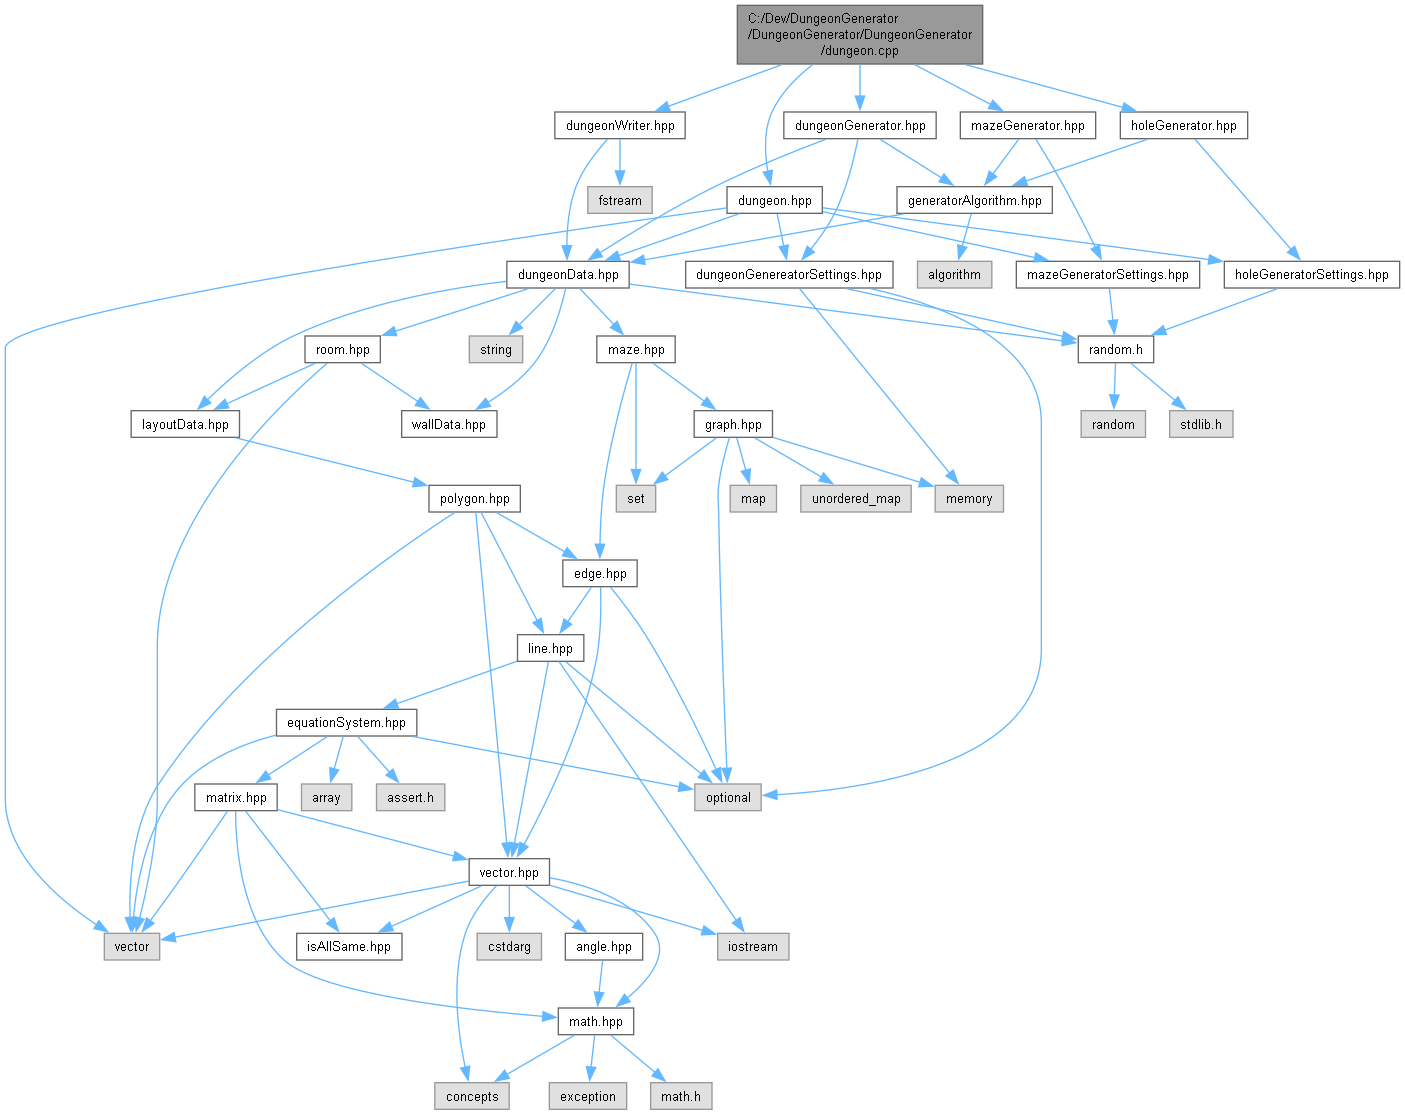 C:/Dev/DungeonGenerator
/DungeonGenerator/DungeonGenerator
/dungeon.cpp
dungeonWriter.hpp
dungeonGenerator.hpp
mazeGenerator.hpp
holeGenerator.hpp
fstream
dungeon.hpp
generatorAlgorithm.hpp
dungeonData.hpp
dungeonGenereatorSettings.hpp
algorithm
mazeGeneratorSettings.hpp
holeGeneratorSettings.hpp
room.hpp
string
maze.hpp
random.h
layoutData.hpp
wallData.hpp
graph.hpp
random
stdlib.h
polygon.hpp
set
map
unordered_map
memory
edge.hpp
line.hpp
equationSystem.hpp
matrix.hpp
array
assert.h
optional
vector.hpp
vector
isAllSame.hpp
cstdarg
angle.hpp
iostream
math.hpp
concepts
exception
math.h